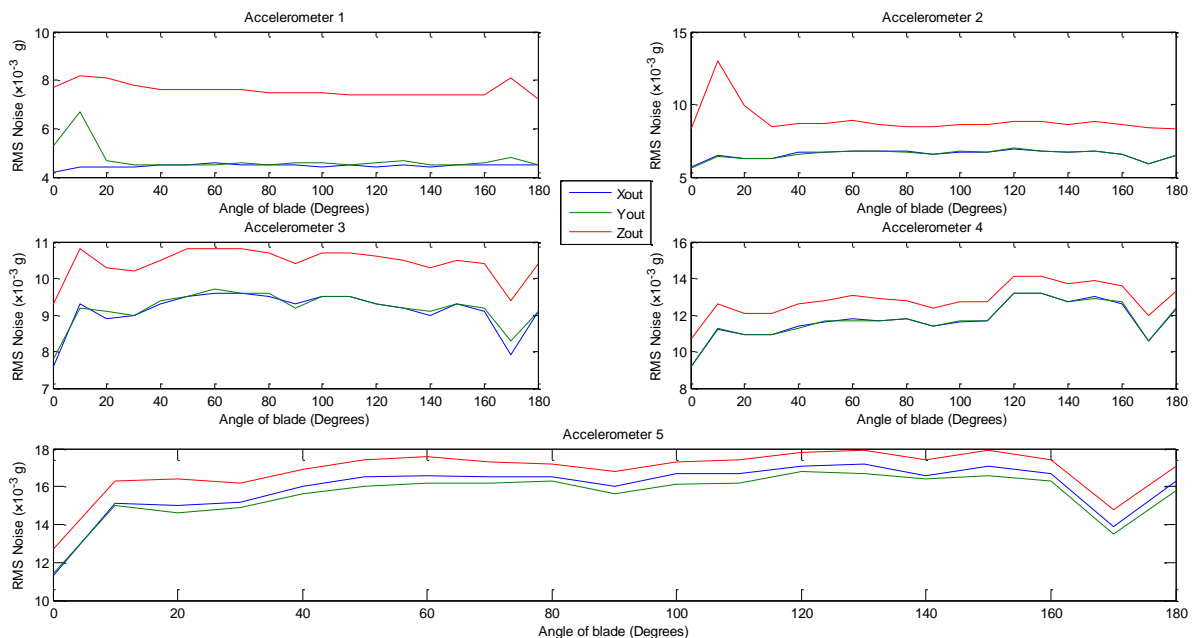 Accelerometer 1
RMS Noise (×10⁻³ g)
10
8
6
4
0 20 40 60 80 100 120 140 160 180
Angle of blade (Degrees)
Accelerometer 2
RMS Noise (×10⁻³ g)
15
10
5
0 20 40 60 80 100 120 140 160 180
Angle of blade (Degrees)
Xout
Yout
Zout
Accelerometer 3
RMS Noise (×10⁻³ g)
11
10
9
8
7
0 20 40 60 80 100 120 140 160 180
Angle of blade (Degrees)
Accelerometer 4
RMS Noise (×10⁻³ g)
16
14
12
10
8
0 20 40 60 80 100 120 140 160 180
Angle of blade (Degrees)
Accelerometer 5
RMS Noise (×10⁻³ g)
18
16
14
12
10
0 20 40 60 80 100 120 140 160 180
Angle of blade (Degrees)